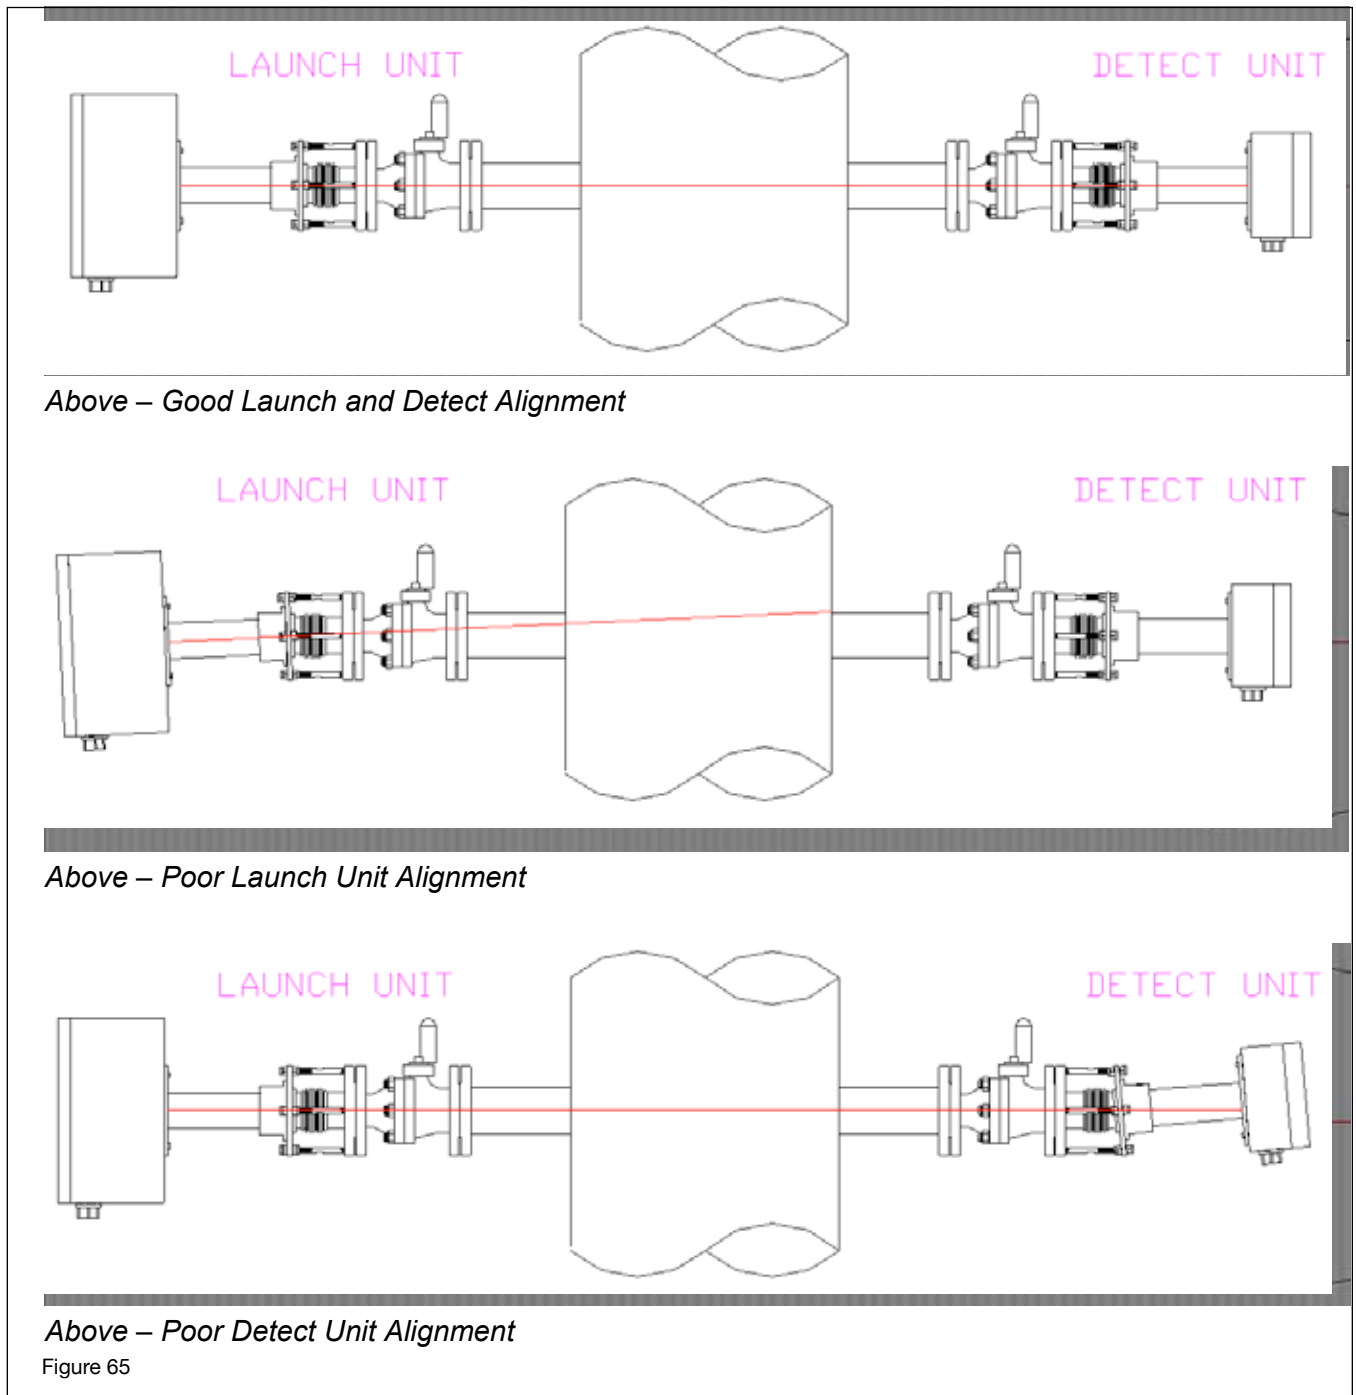 LAUNCH UNIT DETECT UNIT
Above – Good Launch and Detect Alignment
LAUNCH UNIT DETECT UNIT
Above – Poor Launch Unit Alignment
LAUNCH UNIT DETECT UNIT
Above – Poor Detect Unit Alignment
Figure 65